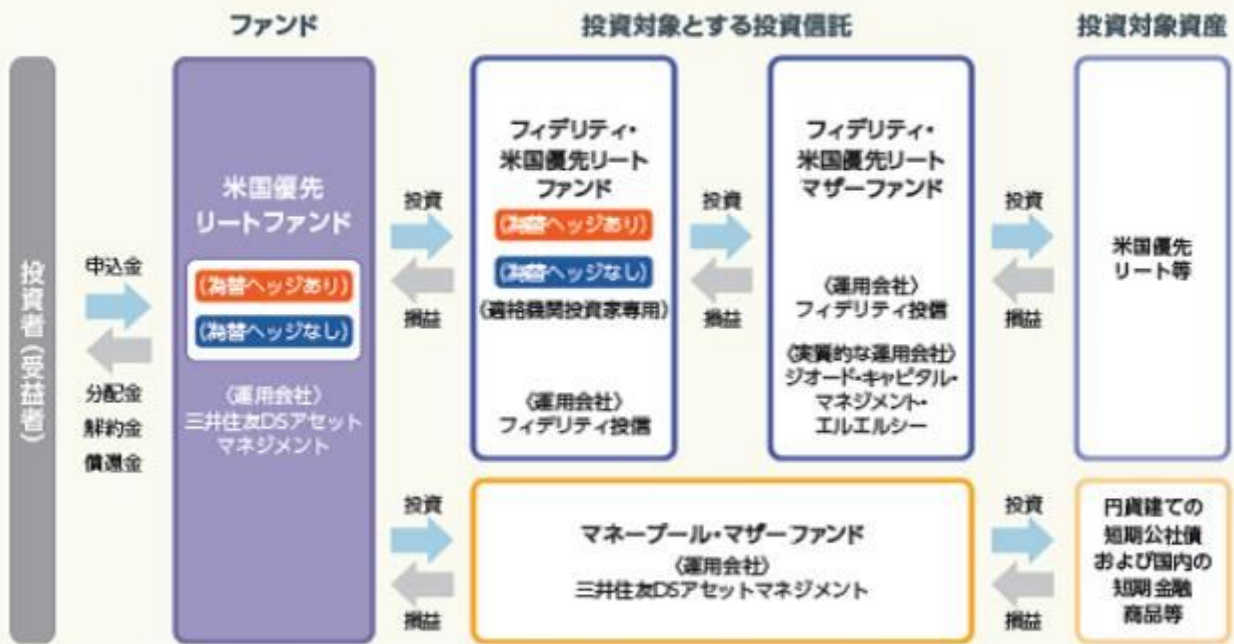 ファンド
投資対象とする投資信託
投資対象資産
投資者（受益者）
申込金
分配金
解約金
償還金
米国優先
リートファンド
（為替ヘッジあり）
（為替ヘッジなし）
〈運用会社〉
三井住友DSアセット
マネジメント
投資
損益
フィデリティ・
米国優先リート
ファンド
（為替ヘッジあり）
（為替ヘッジなし）
（適格機関投資家専用）
〈運用会社〉
フィデリティ投信
投資
損益
フィデリティ・
米国優先リート
マザーファンド
〈運用会社〉
フィデリティ投信
〈実質的な運用会社〉
ジオード・キャピタル・
マネジメント・
エルエルシー
投資
損益
米国優先
リート等
投資
損益
マネープール・マザーファンド
〈運用会社〉
三井住友DSアセットマネジメント
投資
損益
円貨建ての
短期公社債
および国内の
短期金融
商品等